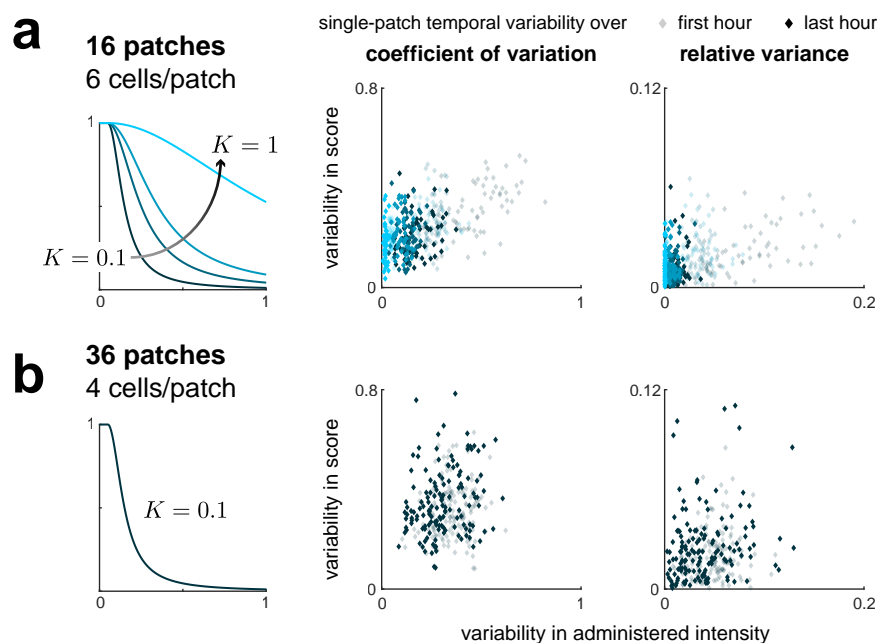 a
16 patches
6 cells/patch
single-patch temporal variability over first hour last hour
coefficient of variation
relative variance
1
K = 1
K = 0.1
0
1
variability in score
0.8
0
1
0.12
0
0
0.2
b
36 patches
4 cells/patch
1
K = 0.1
0
1
variability in score
0.8
0
0
1
0.12
0
0
0.2
variability in administered intensity